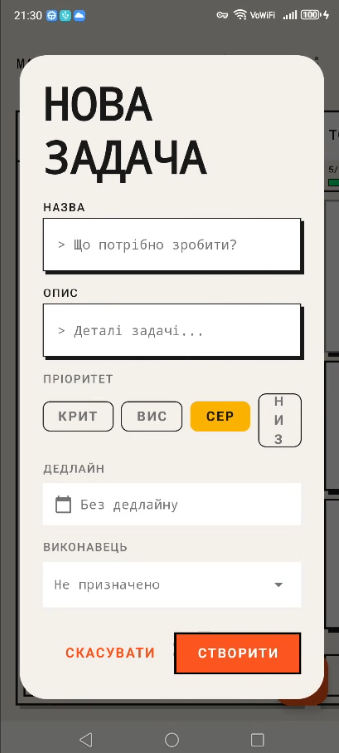 21:30
VoWiFi
100
НОВА
ЗАДАЧА
НАЗВА
> Що потрібно зробити?
ОПИС
> Деталі задачі...
ПРІОРИТЕТ
КРИТ
ВИС
СЕР
Н
И
З
ДЕДЛАЙН
Без дедлайну
ВИКОНАВЕЦЬ
Не призначено
СКАСУВАТИ
СТВОРИТИ